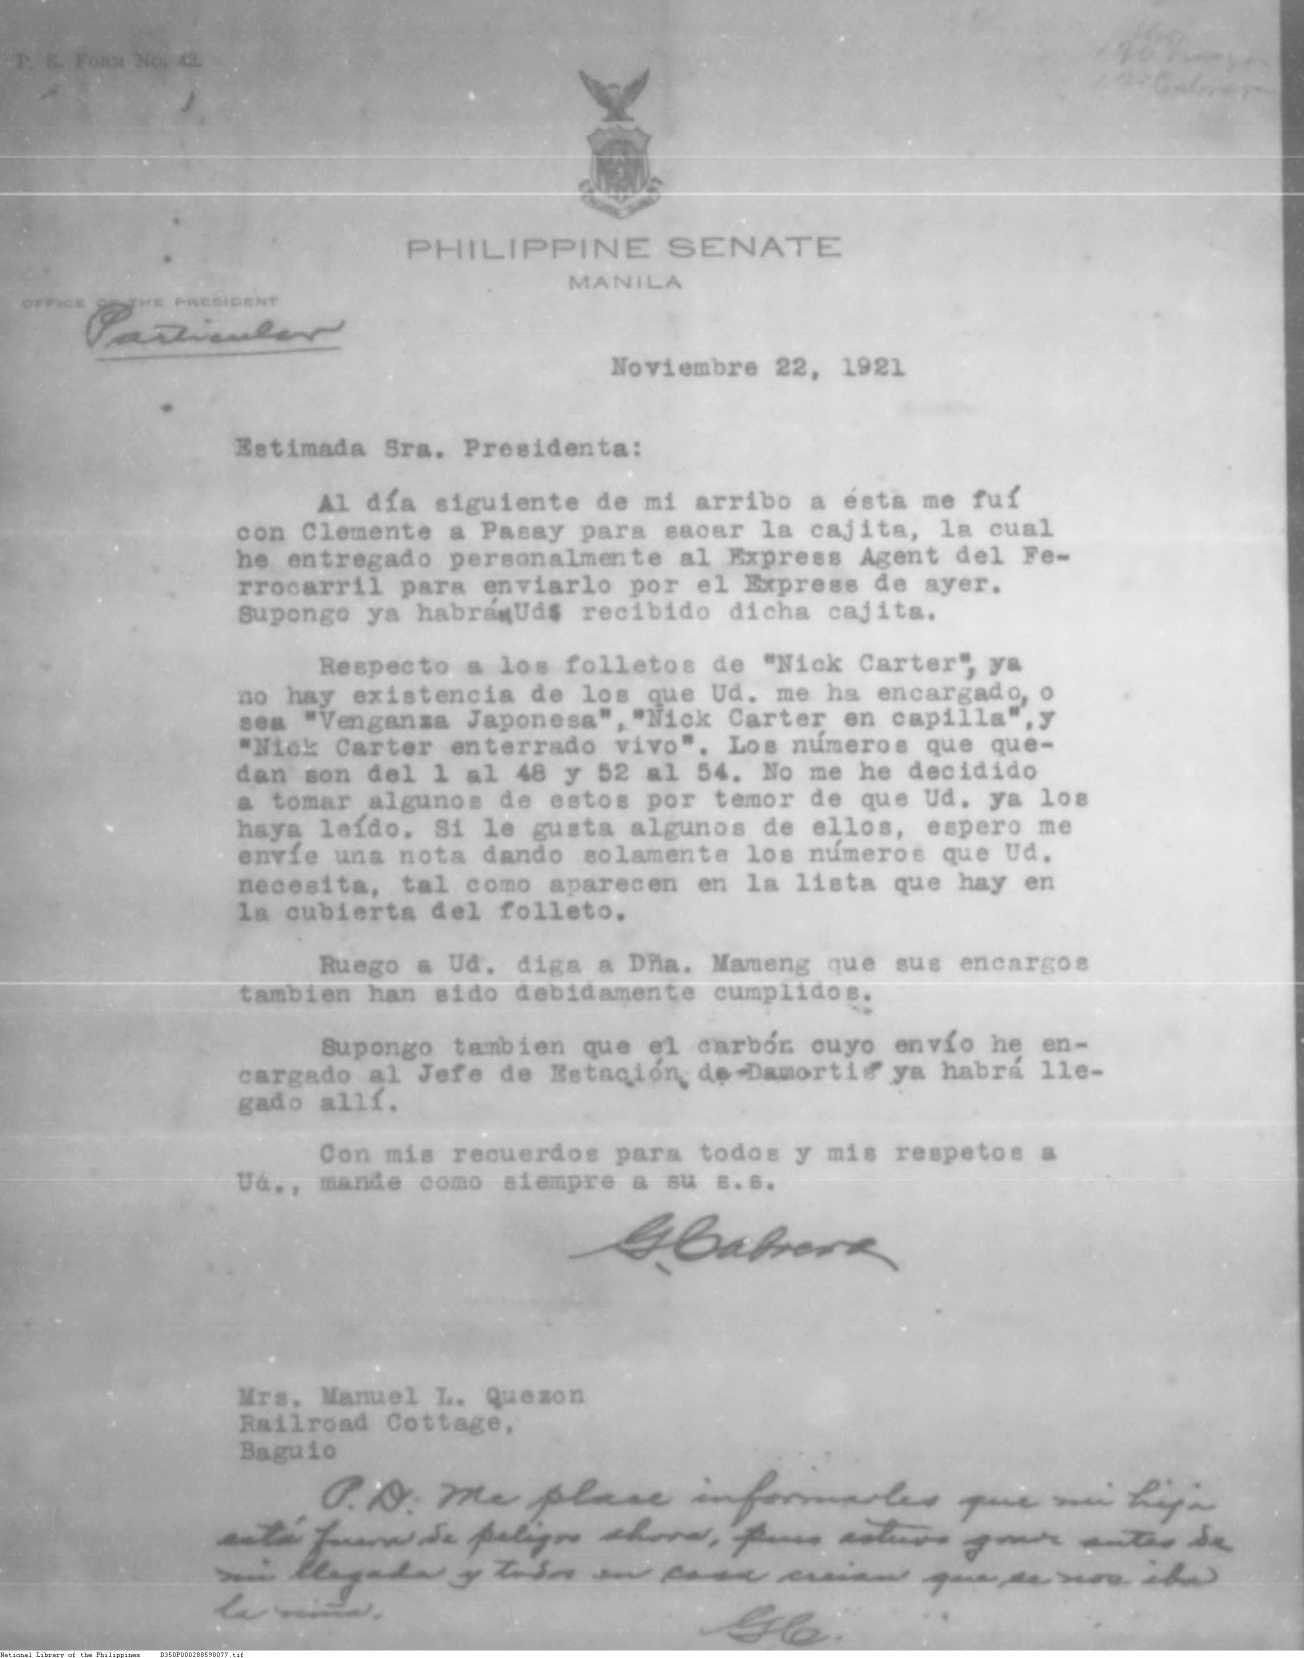 P. S. Form No. 42.
PHILIPPINE SENATE
MANILA
OFFICE OF THE PRESIDENT
Particular
Noviembre 22, 1921
Estimada Sra. Presidenta:
Al día siguiente de mi arribo a ésta me fuí
con Clemente a Pasay para sacar la cajita, la cual
he entregado personalmente al Express Agent del Fe-
rrocarril para enviarlo por el Express de ayer.
Supongo ya habrán Uds recibido dicha cajita.
Respecto a los folletos de "Nick Carter", ya
no hay existencia de los que Ud. me ha encargado, o
sea "Venganza Japonesa", "Nick Carter en capilla", y
"Nick Carter enterrado vivo". Los números que que-
dan son del 1 al 48 y 52 al 54. No me he decidido
a tomar algunos de estos por temor de que Ud. ya los
haya leído. Si le gusta algunos de ellos, espero me
envíe una nota dando solamente los números que Ud.
necesita, tal como aparecen en la lista que hay en
la cubierta del folleto.
Ruego a Ud. diga a Dña. Mameng que sus encargos
tambien han sido debidamente cumplidos.
Supongo tambien que el carbón cuyo envío he en-
cargado al Jefe de Estación de Damortis ya habrá lle-
gado allí.
Con mis recuerdos para todos y mis respetos a
Ud., mande como siempre a su s.s.
G. Cabrera
Mrs. Manuel L. Quezon
Railroad Cottage,
Baguio
P.D. Me place informarles que mi hija
está fuera de peligro ahora, pues estuvo grave antes de
mi llegada y todos en casa creian que se nos iba
la niña.
GC.
National Library of the Philippines D350P000288590077.tif